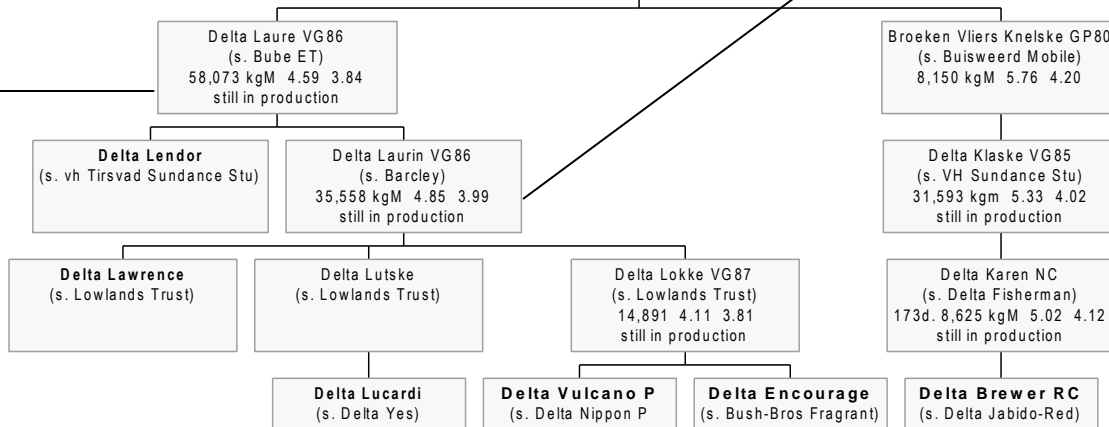 Delta Laure VG86
(s. Bube ET)
58,073 kgM 4.59 3.84
still in production
Broeken Vliers Knelske GP80
(s. Buisweerd Mobile)
8,150 kgM 5.76 4.20
Delta Lendor
(s. vh Tirsvad Sundance Stu)
Delta Laurin VG86
(s. Barcley)
35,558 kgM 4.85 3.99
still in production
Delta Klaske VG85
(s. VH Sundance Stu)
31,593 kgm 5.33 4.02
still in production
Delta Lawrence
(s. Lowlands Trust)
Delta Lutske
(s. Lowlands Trust)
Delta Lokke VG87
(s. Lowlands Trust)
14,891 4.11 3.81
still in production
Delta Karen NC
(s. Delta Fisherman)
173d. 8,625 kgM 5.02 4.12
still in production
Delta Lucardi
(s. Delta Yes)
Delta Vulcano P
(s. Delta Nippon P
Delta Encourage
(s. Bush-Bros Fragrant)
Delta Brewer RC
(s. Delta Jabido-Red)